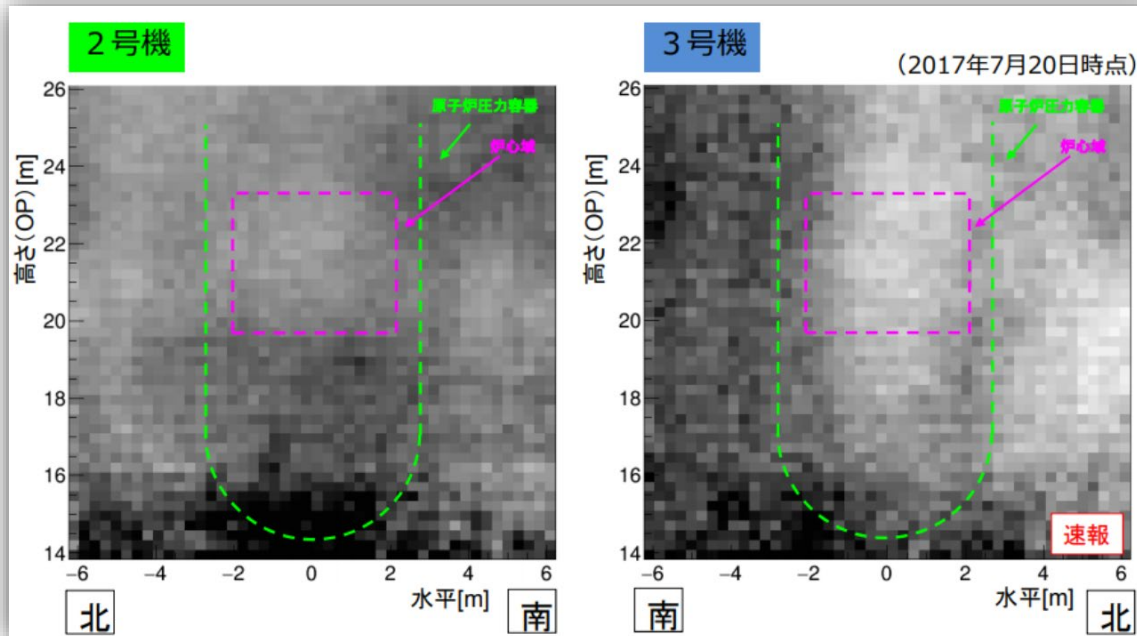 2号機
26
24
22
20
18
16
14
高さ(OP)[m]
原子炉圧力容器
炉心域
−6 −4 −2 0 2 4 6
水平[m]
北
南
3号機
(2017年7月20日時点)
26
24
22
20
18
16
14
高さ(OP)[m]
原子炉圧力容器
炉心域
速報
−6 −4 −2 0 2 4 6
水平[m]
南
北